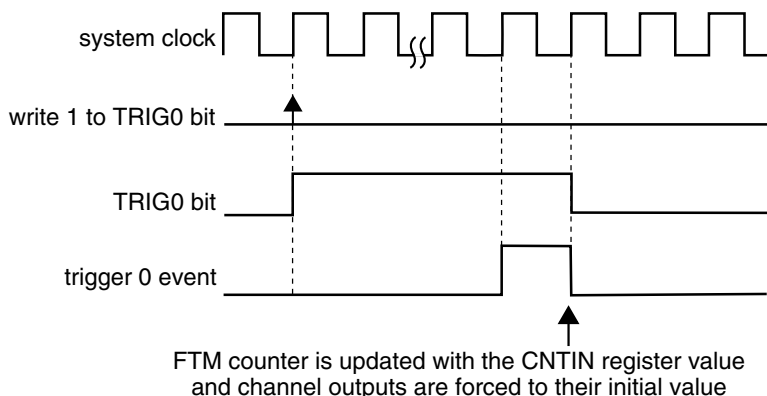 system clock
write 1 to TRIG0 bit
TRIG0 bit
trigger 0 event
FTM counter is updated with the CNTIN register value
and channel outputs are forced to their initial value